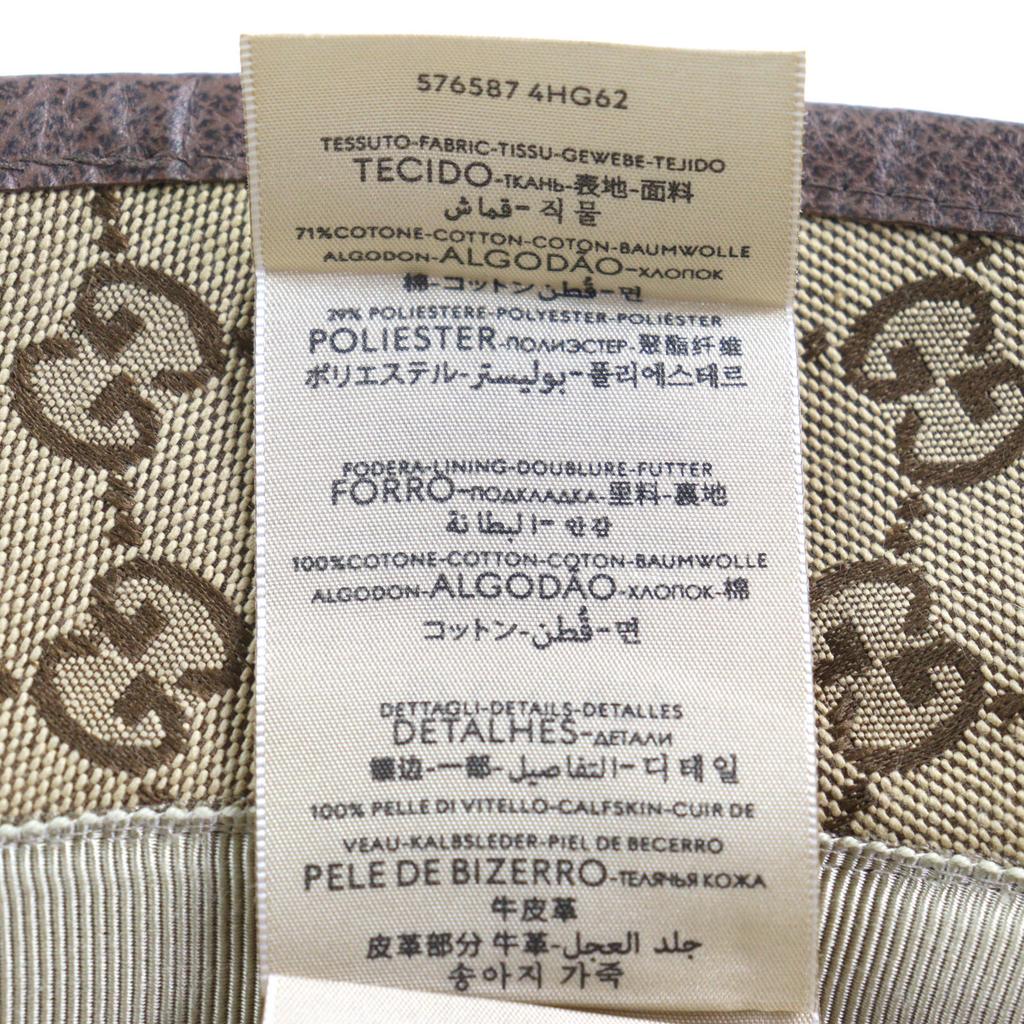 576587 4HG62
TESSUTO-FABRIC-TISSU-GEWEBE-TEJIDO
TECIDO-ТКАНЬ-表地-面料
قماش-직물
71%COTONE-COTTON-COTON-BAUMWOLLE
ALGODON-ALGODÃO-ХЛОПОК
棉-コットン-قُطن-면
29% POLIESTERE-POLYESTER-POLIÉSTER
POLIESTER-ПОЛИЭСТЕР-聚酯纤维
ポリエステル-بوليستر-폴리에스테르
FODERA-LINING-DOUBLURE-FUTTER
FORRO-ПОДКЛАДКА-里料-裏地
البطانة-안감
100%COTONE-COTTON-COTON-BAUMWOLLE
ALGODON-ALGODÃO-ХЛОПОК-棉
コットン-قُطن-면
DETTAGLI-DETAILS-DETALLES
DETALHES-ДЕТАЛИ
镶边-一部-التفاصيل-디테일
100% PELLE DI VITELLO-CALFSKIN-CUIR DE
VEAU-KALBSLEDER-PIEL DE BECERRO
PELE DE BIZERRO-ТЕЛЯЧЬЯ КОЖА
牛皮革
皮革部分 牛革-جلد العجل
송아지 가죽